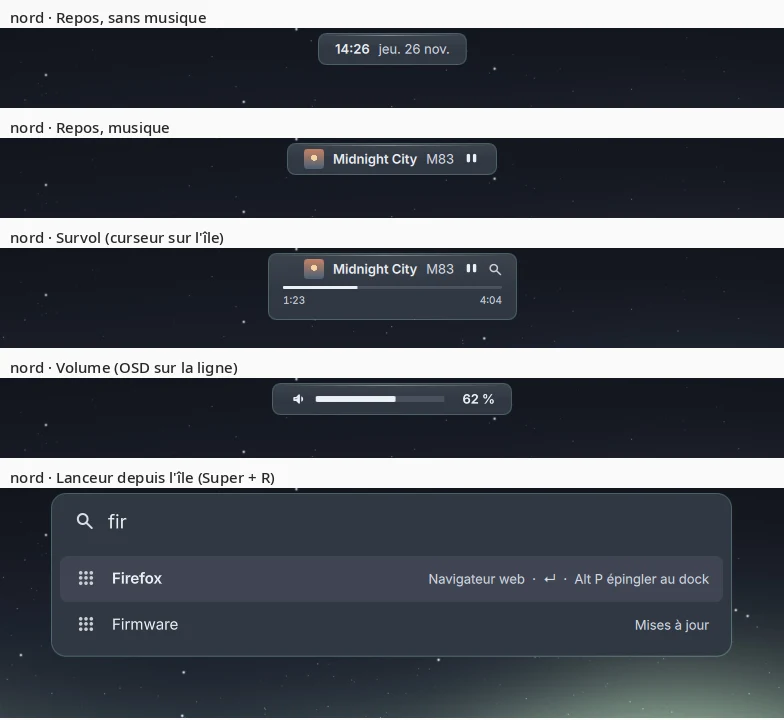 nord · Repos, sans musique
14:26 jeu. 26 nov.
nord · Repos, musique
Midnight City M83
nord · Survol (curseur sur l'île)
Midnight City M83
1:23 4:04
nord · Volume (OSD sur la ligne)
62 %
nord · Lanceur depuis l'île (Super + R)
fir
Firefox Navigateur web · ↵ · Alt P épingler au dock
Firmware Mises à jour